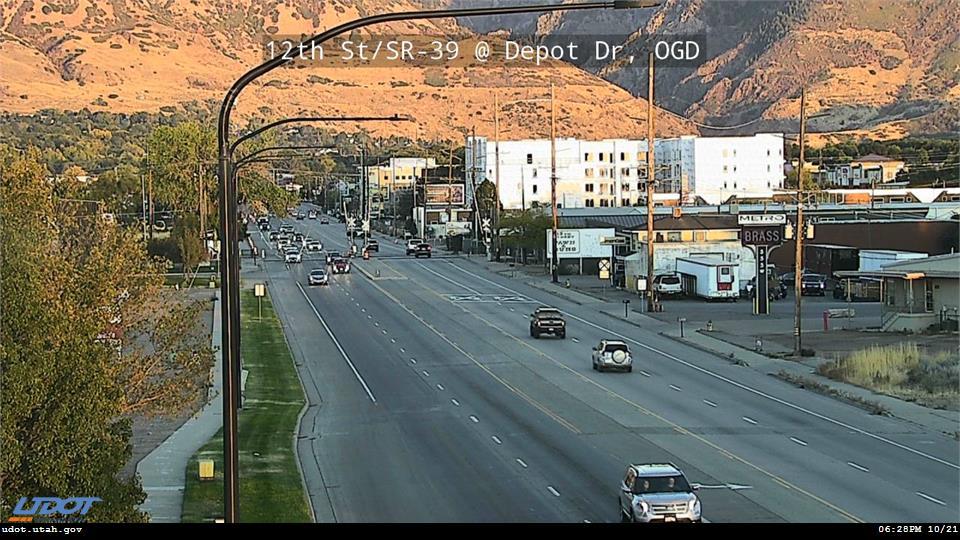 12th St/SR-39 @ Depot Dr, OGD
METRO
BRASS
UDOT
udot.utah.gov
06:28PM 10/21